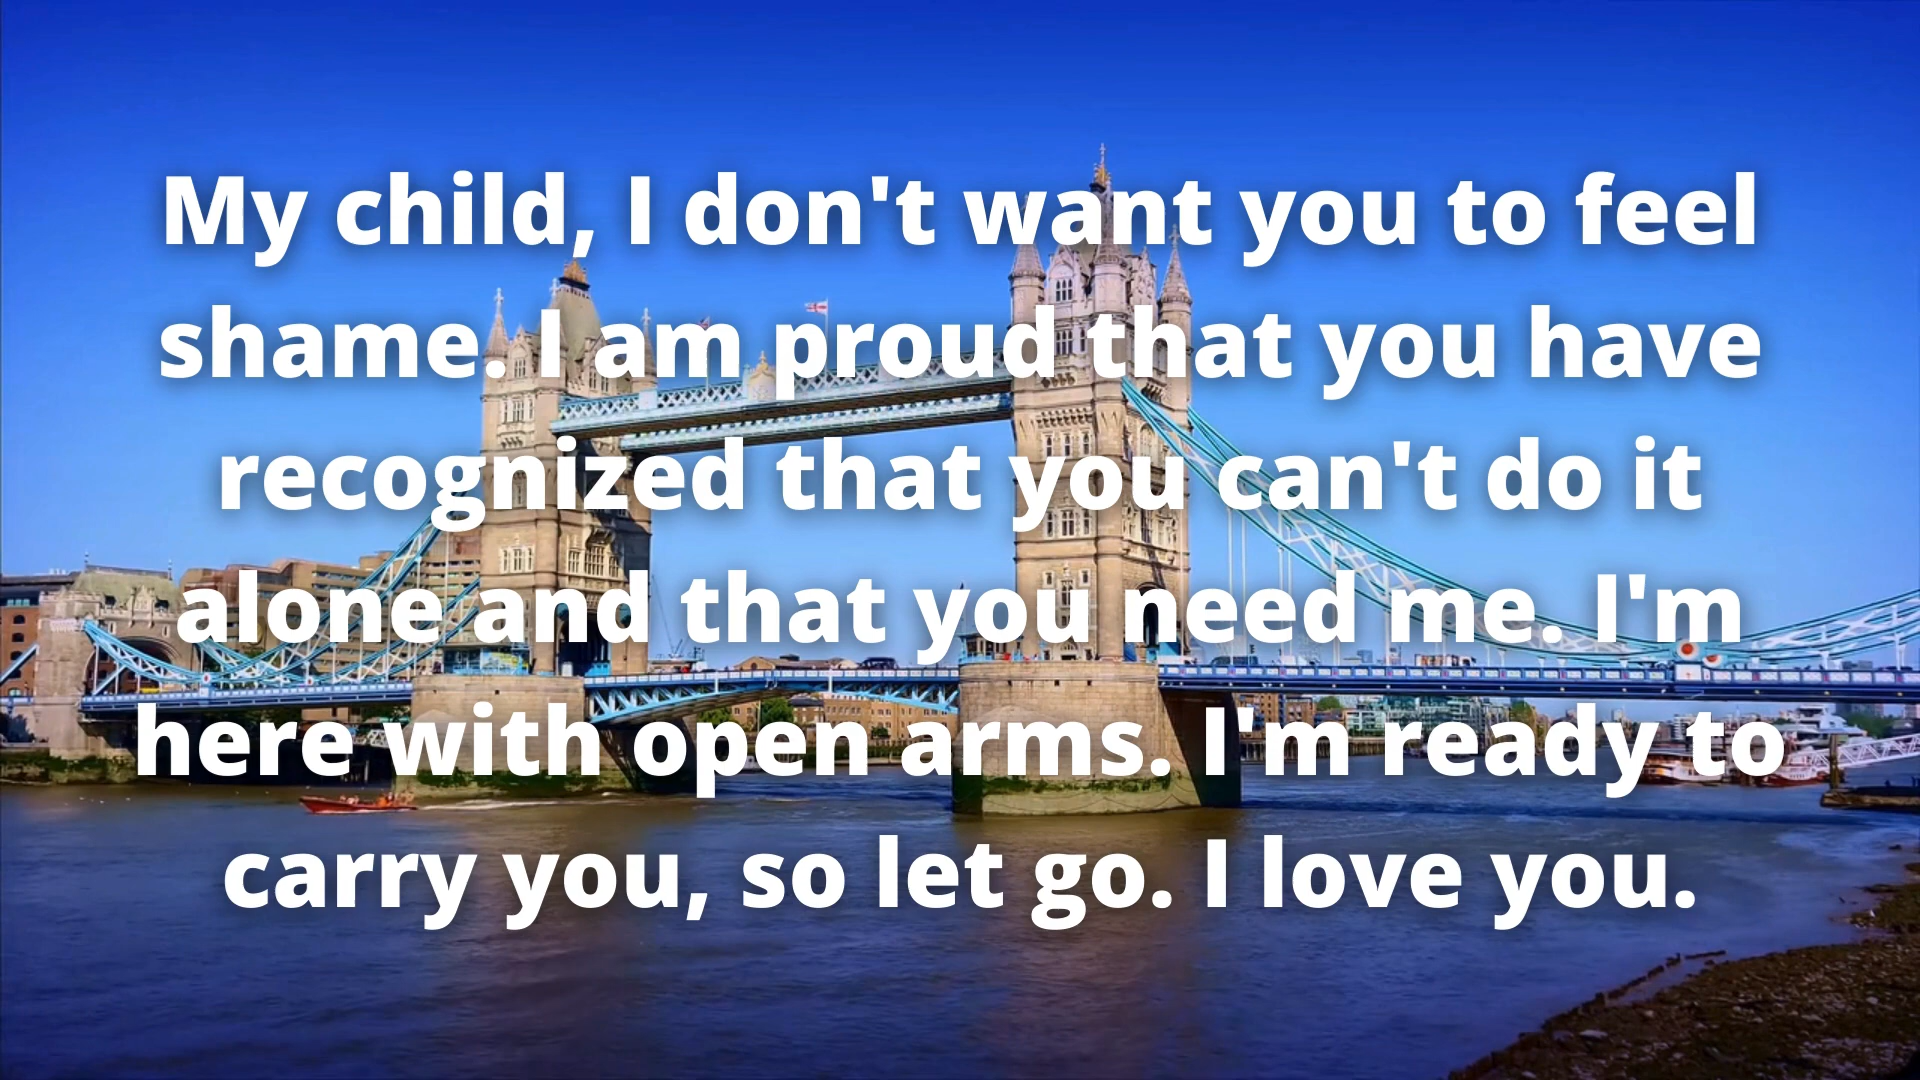 My child, I don't want you to feel
shame. I am proud that you have
recognized that you can't do it
alone and that you need me. I'm
here with open arms. I'm ready to
carry you, so let go. I love you.